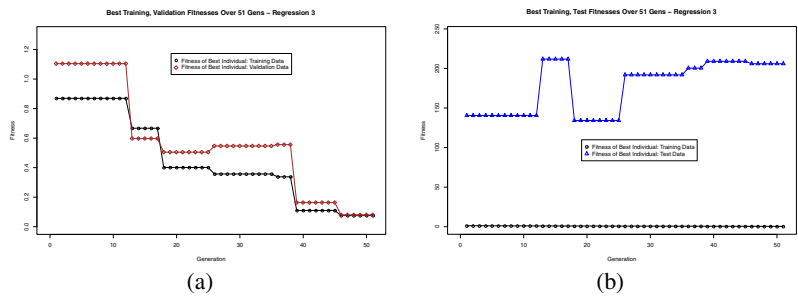 Best Training, Validation Fitnesses Over 51 Gens – Regression 3
Fitness
1.2
1.0
0.8
0.6
0.4
0.2
0.0
Fitness of Best Individual: Training Data
Fitness of Best Individual: Validation Data
0 10 20 30 40 50
Generation
(a)
Best Training, Test Fitnesses Over 51 Gens – Regression 3
Fitness
250
200
150
100
50
0
Fitness of Best Individual: Training Data
Fitness of Best Individual: Test Data
0 10 20 30 40 50
Generation
(b)